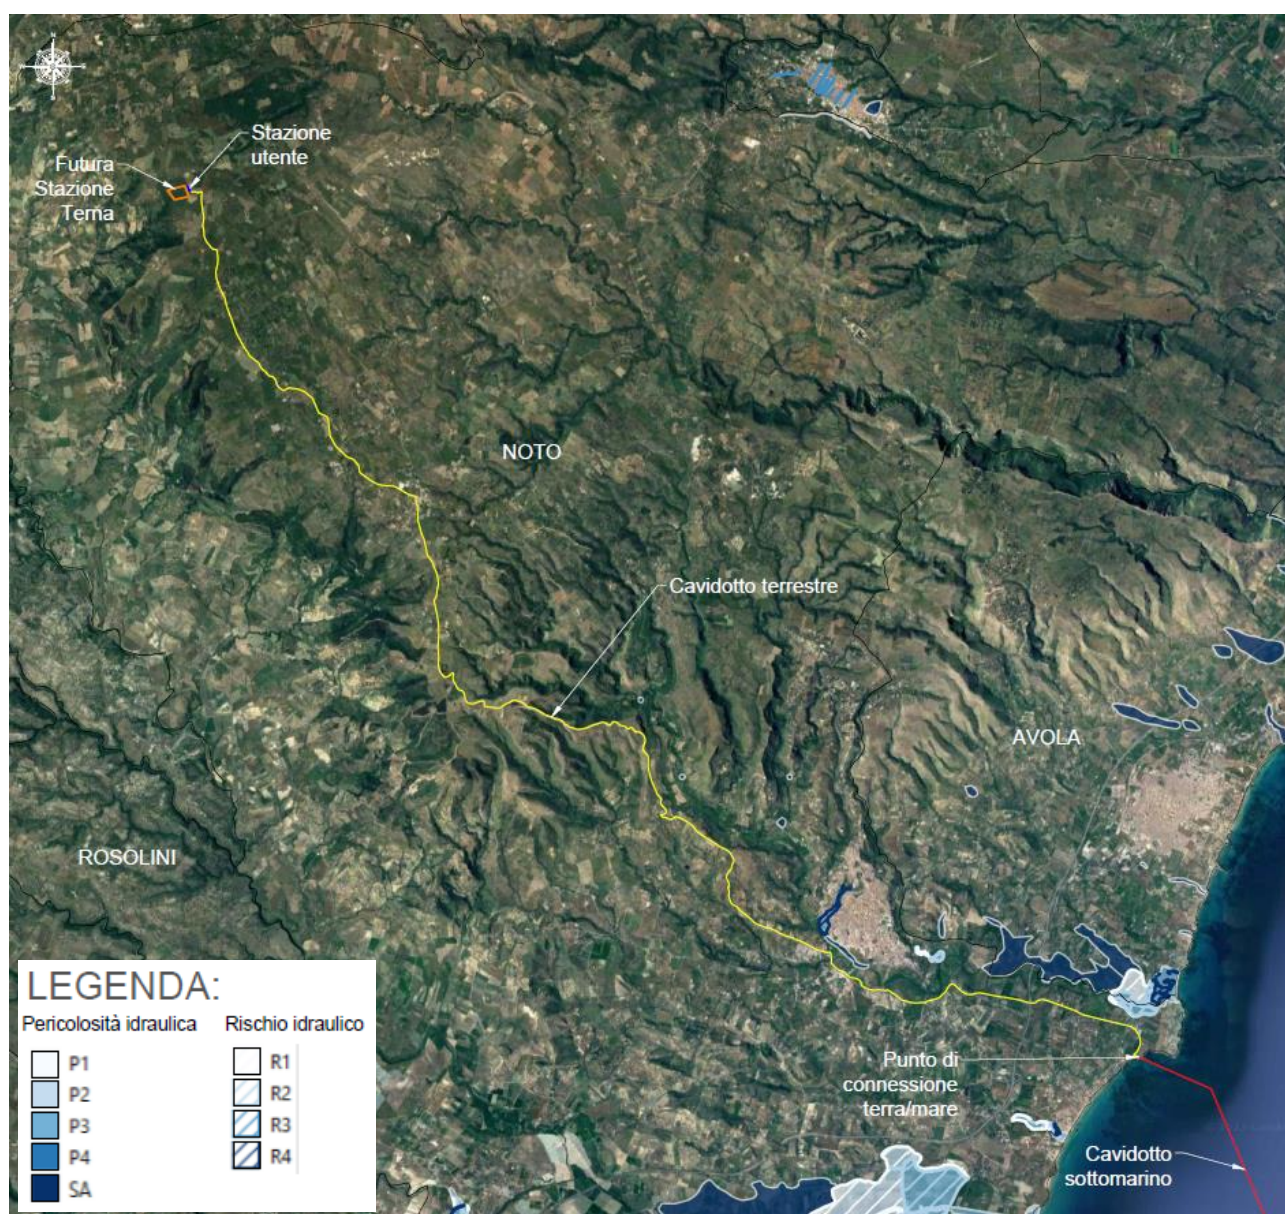 Stazione
utente
Futura
Stazione
Terna
NOTO
Cavidotto terrestre
AVOLA
ROSOLINI
Punto di
connessione
terra/mare
Cavidotto
sottomarino
LEGENDA:
Pericolosità idraulica
Rischio idraulico
P1
P2
P3
P4
SA
R1
R2
R3
R4